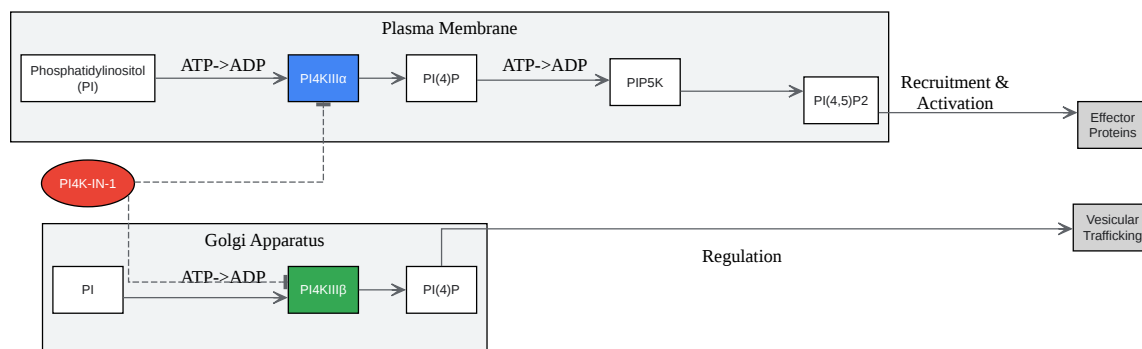 Plasma Membrane
Phosphatidylinositol
(PI)
ATP->ADP
PI4KIIIα
PI(4)P
ATP->ADP
PIP5K
PI(4,5)P2
Recruitment &
Activation
Effector
Proteins
PI4K-IN-1
Golgi Apparatus
PI
ATP->ADP
PI4KIIIβ
PI(4)P
Regulation
Vesicular
Trafficking